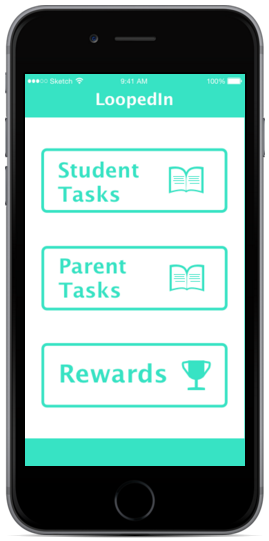 ●●●○○ Sketch 9:41 AM 100%
LoopedIn
Student
Tasks
Parent
Tasks
Rewards